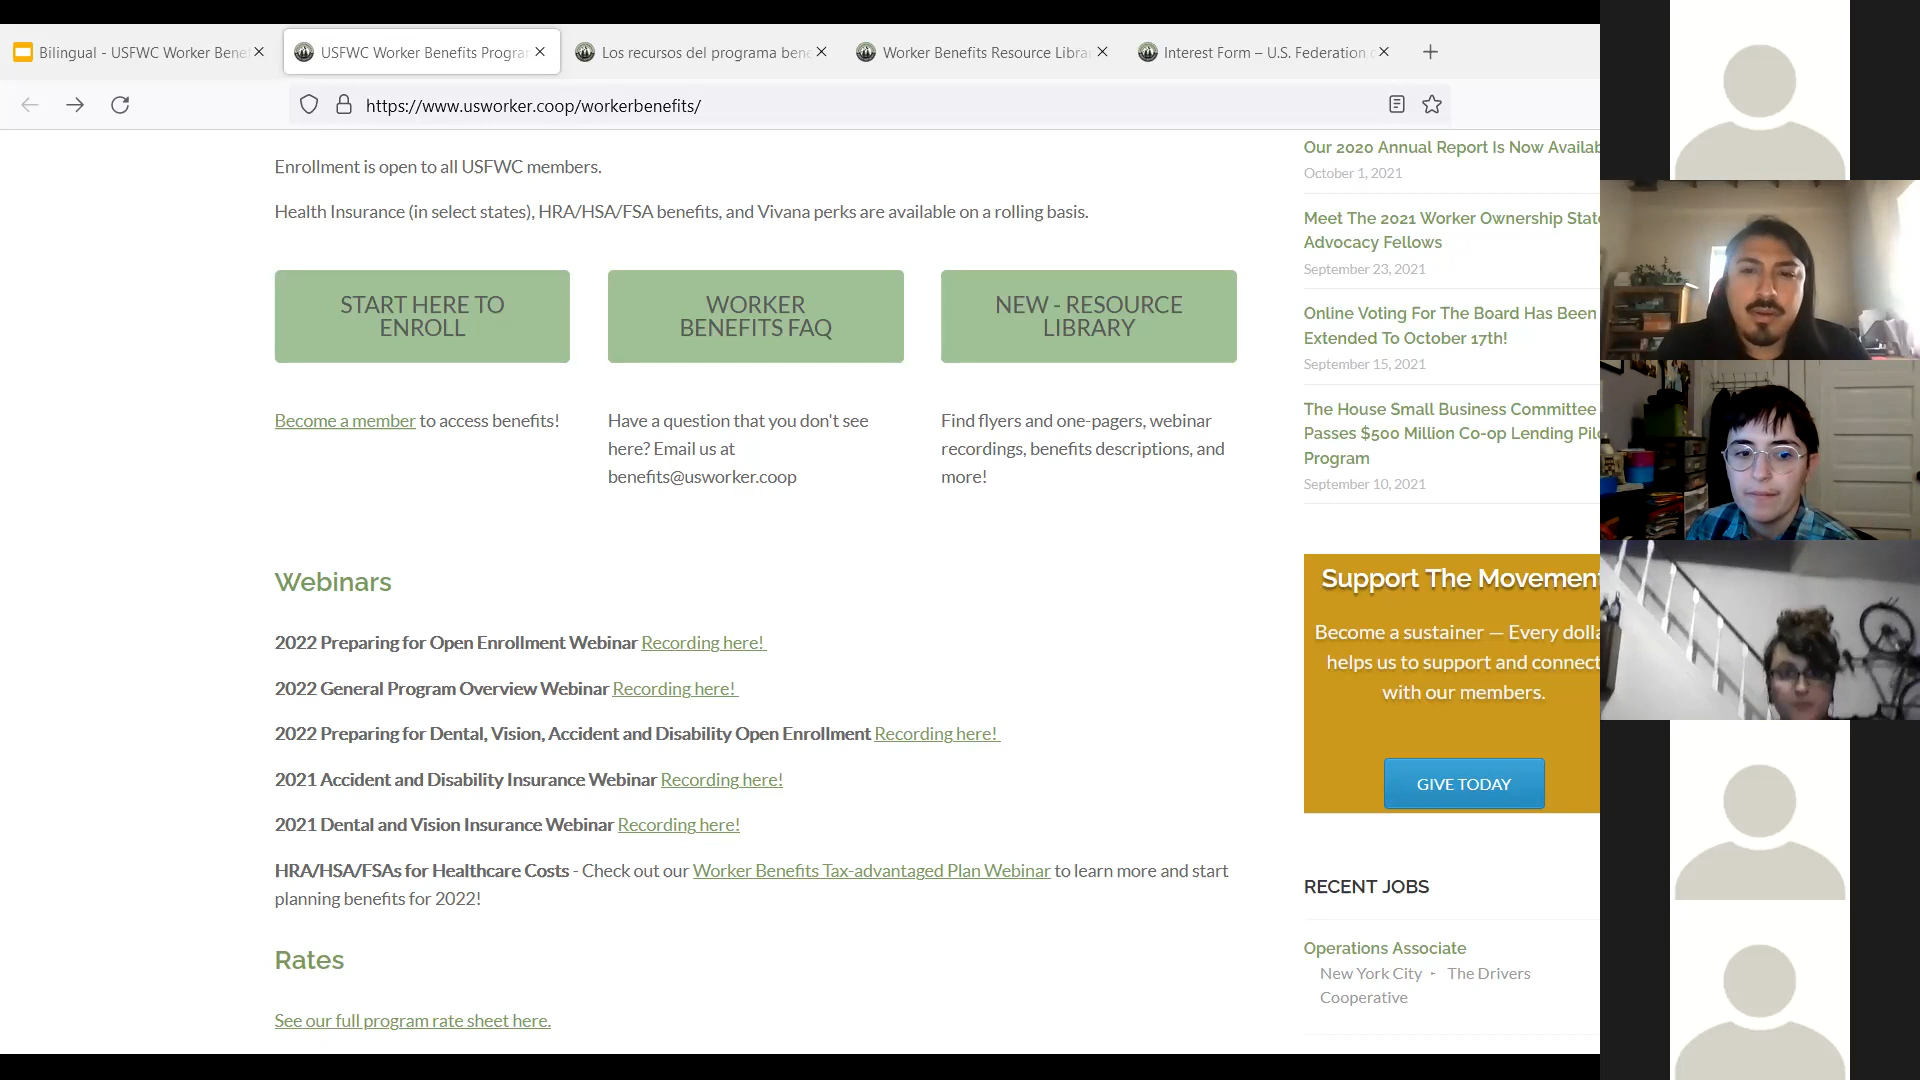 Bilingual - USFWC Worker Bene
USFWC Worker Benefits Progra
Los recursos del programa bene
Worker Benefits Resource Libra
Interest Form – U.S. Federation
https://www.usworker.coop/workerbenefits/
Enrollment is open to all USFWC members.
Health Insurance (in select states), HRA/HSA/FSA benefits, and Vivana perks are available on a rolling basis.
START HERE TO
ENROLL
WORKER
BENEFITS FAQ
NEW - RESOURCE
LIBRARY
Become a member to access benefits!
Have a question that you don't see
here? Email us at
benefits@usworker.coop
Find flyers and one-pagers, webinar
recordings, benefits descriptions, and
more!
Webinars
2022 Preparing for Open Enrollment Webinar Recording here!
2022 General Program Overview Webinar Recording here!
2022 Preparing for Dental, Vision, Accident and Disability Open Enrollment Recording here!
2021 Accident and Disability Insurance Webinar Recording here!
2021 Dental and Vision Insurance Webinar Recording here!
HRA/HSA/FSAs for Healthcare Costs - Check out our Worker Benefits Tax-advantaged Plan Webinar to learn more and start
planning benefits for 2022!
Rates
See our full program rate sheet here.
Our 2020 Annual Report Is Now Availab
October 1, 2021
Meet The 2021 Worker Ownership State
Advocacy Fellows
September 23, 2021
Online Voting For The Board Has Been
Extended To October 17th!
September 15, 2021
The House Small Business Committee
Passes $500 Million Co-op Lending Pilo
Program
September 10, 2021
Support The Movement
Become a sustainer — Every dolla
helps us to support and connect
with our members.
GIVE TODAY
RECENT JOBS
Operations Associate
New York City - The Drivers
Cooperative